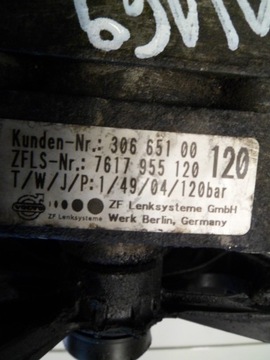 Kunden-Nr.: 306 651 00
ZFLS-Nr.: 7617 955 120 120
T/W/J/P:1/49/04/120bar
ZF Lenksysteme GmbH
ZF Lenksysteme Werk Berlin, Germany